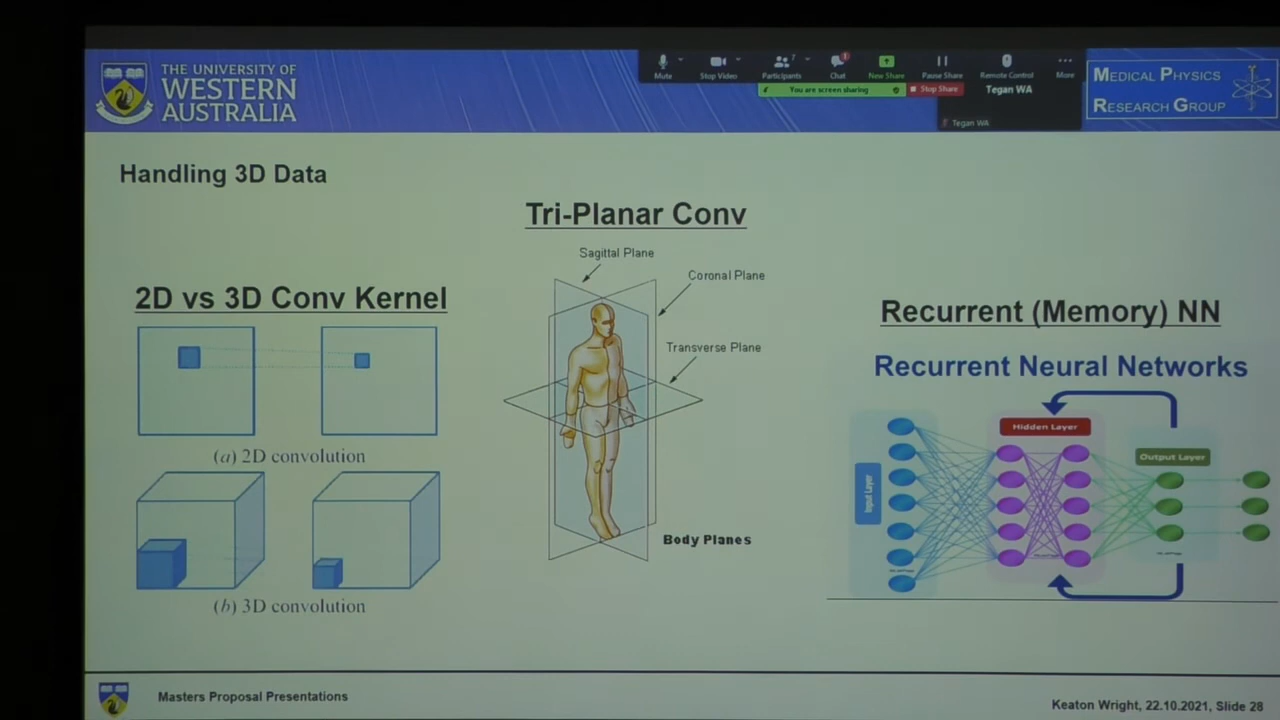 THE UNIVERSITY OF
WESTERN
AUSTRALIA
Mute
Stop Video
Participants
7
Chat
1
New Share
Pause Share
Remote Control
More
You are screen sharing
Stop Share
Tegan WA
Tegan WA
MEDICAL PHYSICS
RESEARCH GROUP
Handling 3D Data
Tri-Planar Conv
Sagittal Plane
Coronal Plane
Transverse Plane
Body Planes
2D vs 3D Conv Kernel
(a) 2D convolution
(b) 3D convolution
Recurrent (Memory) NN
Recurrent Neural Networks
Hidden Layer
Output Layer
Input Layer
Masters Proposal Presentations
Keaton Wright, 22.10.2021, Slide 28